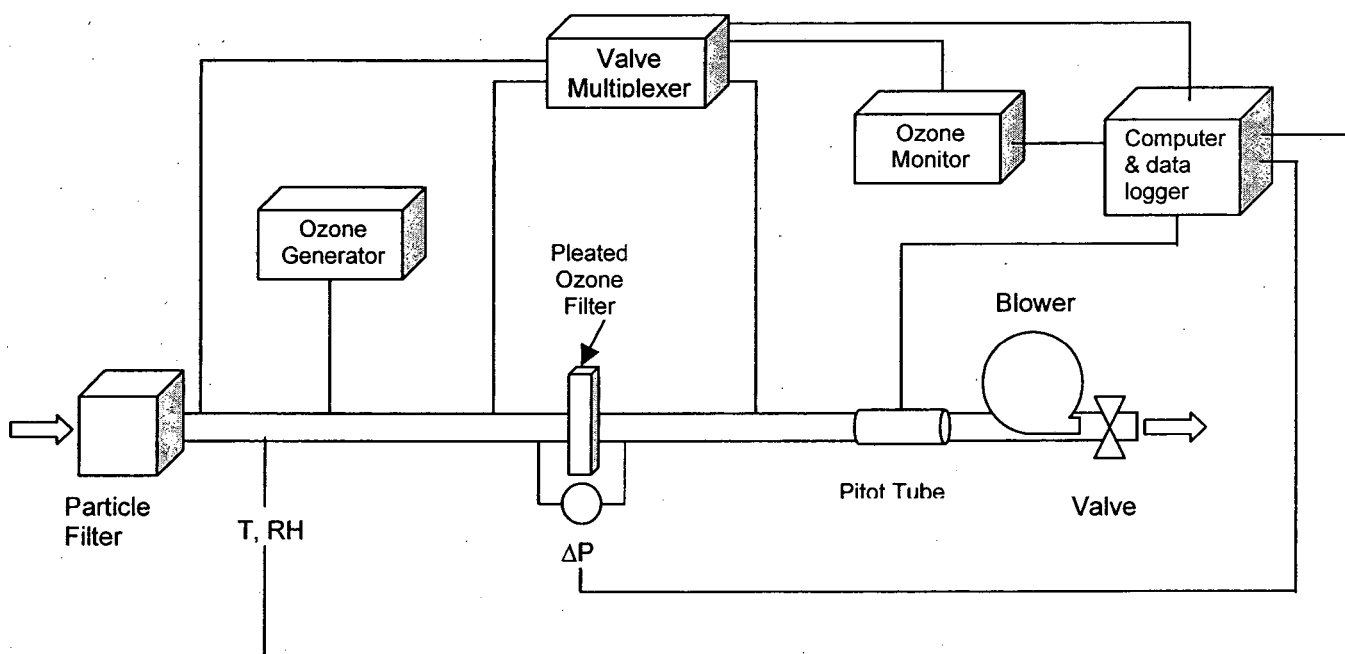 Valve
Multiplexer
Ozone
Monitor
Computer
& data
logger
Ozone
Generator
Pleated
Ozone
Filter
Blower
Particle
Filter
T, RH
ΔP
Pitot Tube
Valve